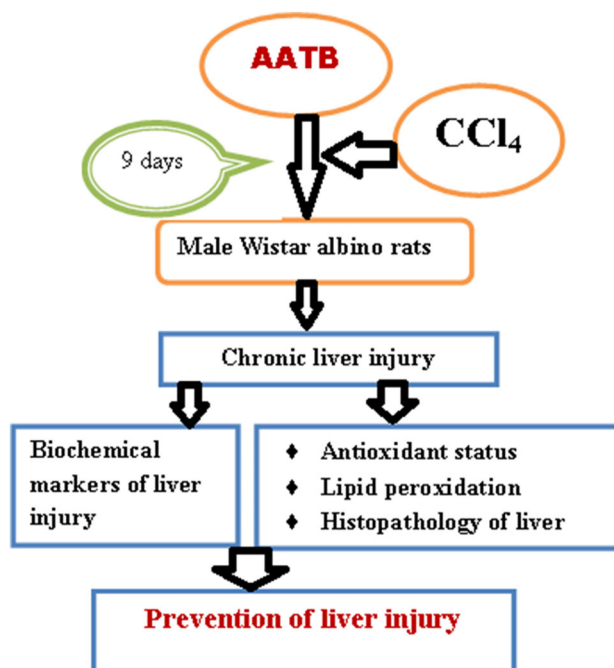 AATB
CCl₄
9 days
Male Wistar albino rats
Chronic liver injury
Biochemical
markers of liver
injury
♦ Antioxidant status
♦ Lipid peroxidation
♦ Histopathology of liver
Prevention of liver injury